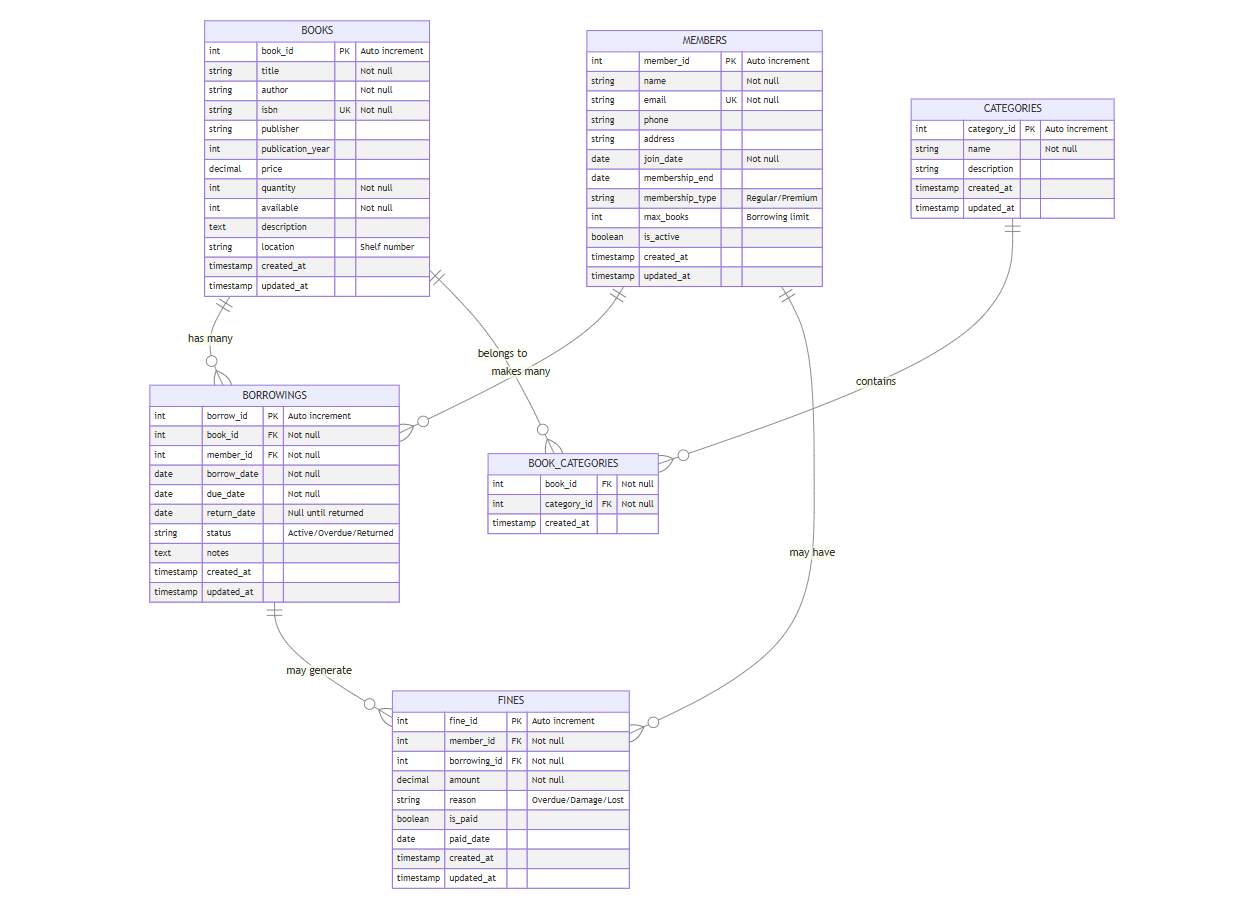 BOOKS
int book_id PK Auto increment
string title Not null
string author Not null
string isbn UK Not null
string publisher
int publication_year
decimal price
int quantity Not null
int available Not null
text description
string location Shelf number
timestamp created_at
timestamp updated_at
MEMBERS
int member_id PK Auto increment
string name Not null
string email UK Not null
string phone
string address
date join_date Not null
date membership_end
string membership_type Regular/Premium
int max_books Borrowing limit
boolean is_active
timestamp created_at
timestamp updated_at
CATEGORIES
int category_id PK Auto increment
string name Not null
string description
timestamp created_at
timestamp updated_at
has many
belongs to
makes many
contains
BORROWINGS
int borrow_id PK Auto increment
int book_id FK Not null
int member_id FK Not null
date borrow_date Not null
date due_date Not null
date return_date Null until returned
string status Active/Overdue/Returned
text notes
timestamp created_at
timestamp updated_at
BOOK_CATEGORIES
int book_id FK Not null
int category_id FK Not null
timestamp created_at
may have
may generate
FINES
int fine_id PK Auto increment
int member_id FK Not null
int borrowing_id FK Not null
decimal amount Not null
string reason Overdue/Damage/Lost
boolean is_paid
date paid_date
timestamp created_at
timestamp updated_at